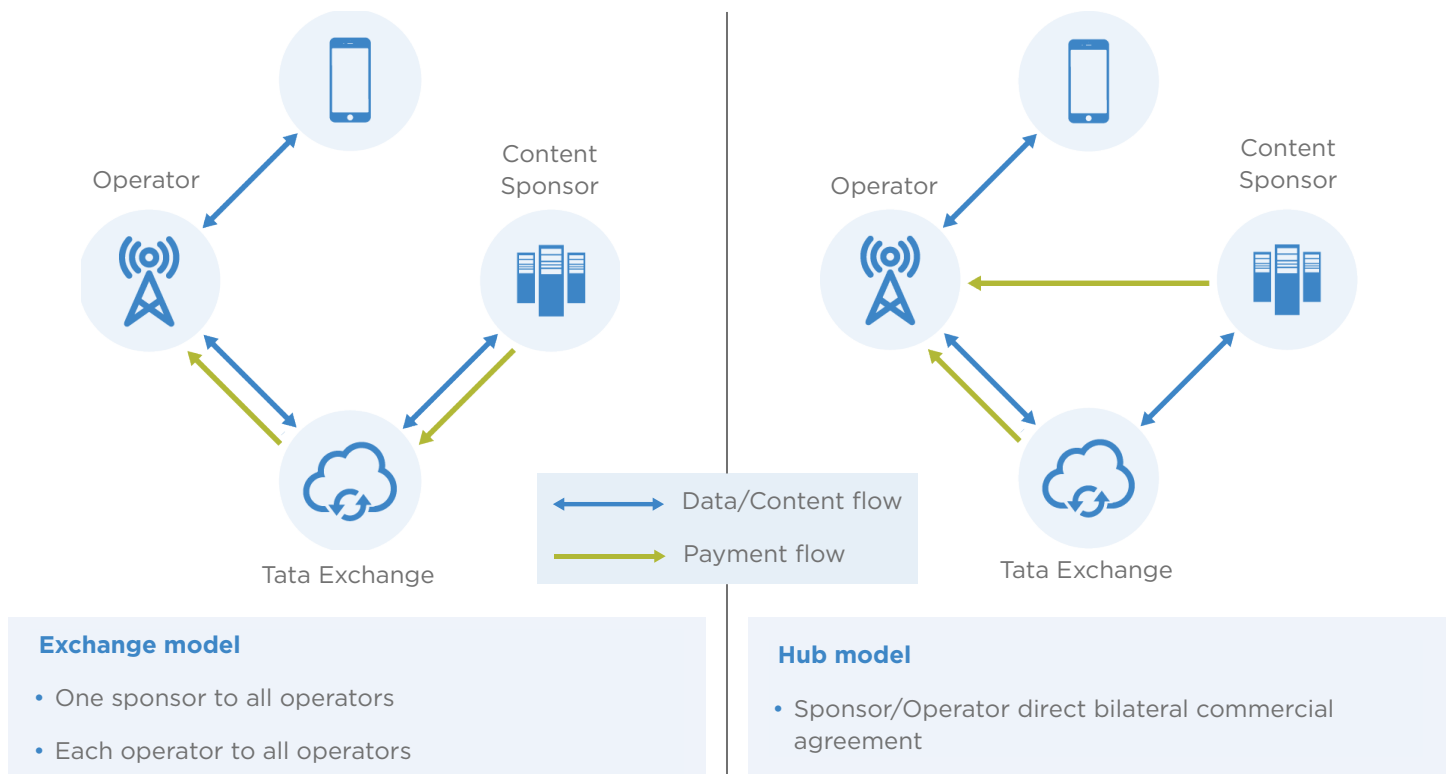 Operator
Content
Sponsor
Tata Exchange
Operator
Content
Sponsor
Tata Exchange
Data/Content flow
Payment flow
Exchange model
• One sponsor to all operators
• Each operator to all operators
Hub model
• Sponsor/Operator direct bilateral commercial
agreement